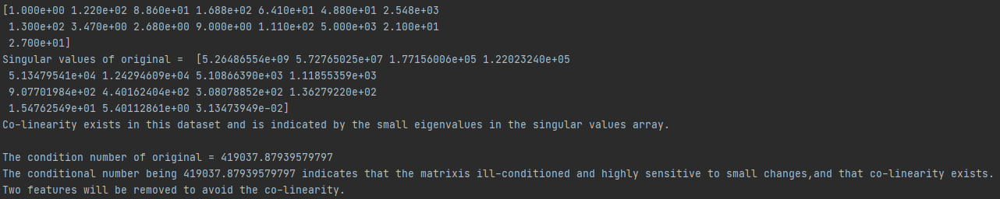 [1.000e+00 1.220e+02 8.860e+01 1.688e+02 6.410e+01 4.880e+01 2.548e+03
 1.300e+02 3.470e+00 2.680e+00 9.000e+00 1.110e+02 5.000e+03 2.100e+01
 2.700e+01]
Singular values of original =  [5.26486554e+09 5.72765025e+07 1.77156006e+05 1.22023240e+05
 5.13479541e+04 1.24294609e+04 5.10866390e+03 1.11855359e+03
 9.07701984e+02 4.40162404e+02 3.08078852e+02 1.36279220e+02
 1.54762549e+01 5.40112861e+00 3.13473949e-02]
Co-linearity exists in this dataset and is indicated by the small eigenvalues in the singular values array.
The condition number of original = 419037.87939579797
The conditional number being 419037.87939579797 indicates that the matrixis ill-conditioned and highly sensitive to small changes,and that co-linearity exists.
Two features will be removed to avoid the co-linearity.